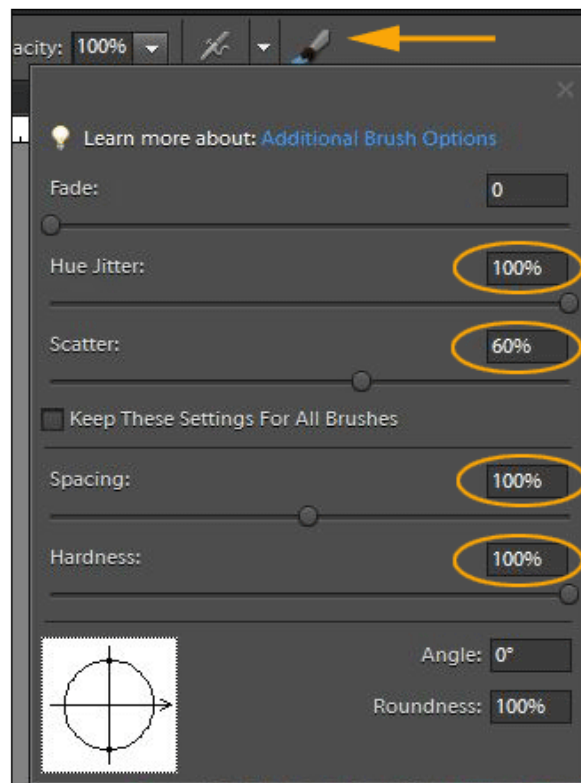 acity: 100%
Learn more about: Additional Brush Options
Fade: 0
Hue Jitter: 100%
Scatter: 60%
Keep These Settings For All Brushes
Spacing: 100%
Hardness: 100%
Angle: 0°
Roundness: 100%